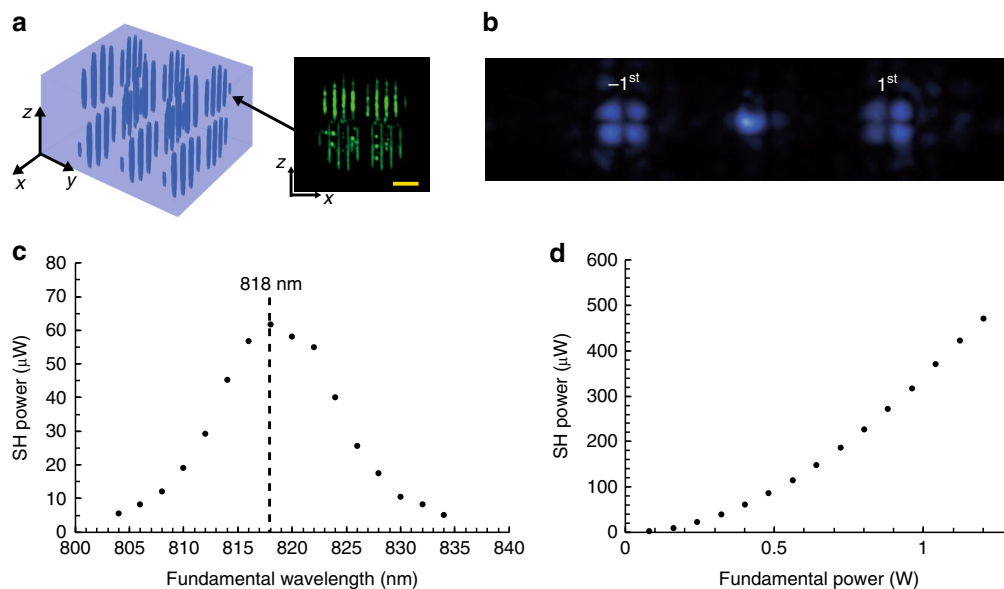 a
z
x
y
z
x
b
–1st
1st
c
80
70
60
50
40
30
20
10
0
800
805
810
815
820
825
830
835
840
818 nm
SH power (μW)
Fundamental wavelength (nm)
d
600
500
400
300
200
100
0
0
0.5
1
SH power (μW)
Fundamental power (W)